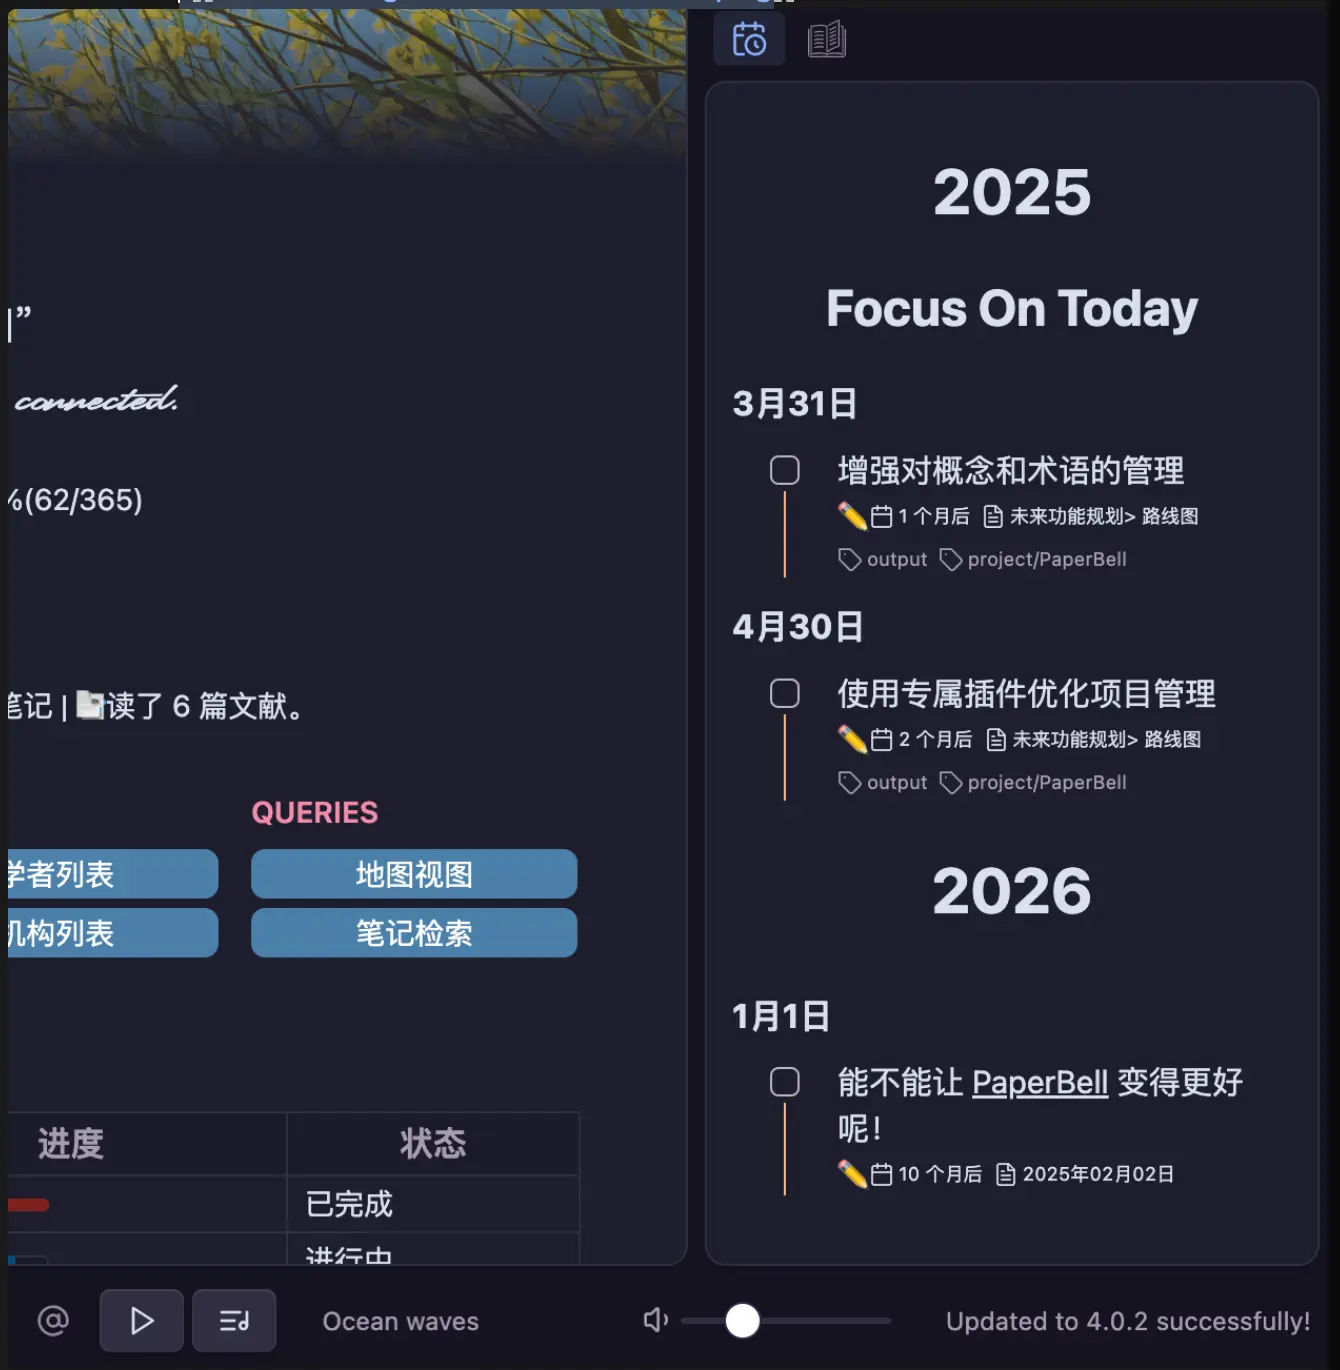 ”
connected.
%(62/365)
笔记 | 读了 6 篇文献。
QUERIES
学者列表
地图视图
机构列表
笔记检索
进度
状态
已完成
进行中
2025
Focus On Today
3月31日
增强对概念和术语的管理
1 个月后 未来功能规划> 路线图
output project/PaperBell
4月30日
使用专属插件优化项目管理
2 个月后 未来功能规划> 路线图
output project/PaperBell
2026
1月1日
能不能让 PaperBell 变得更好
呢！
10 个月后 2025年02月02日
@ Ocean waves
Updated to 4.0.2 successfully!